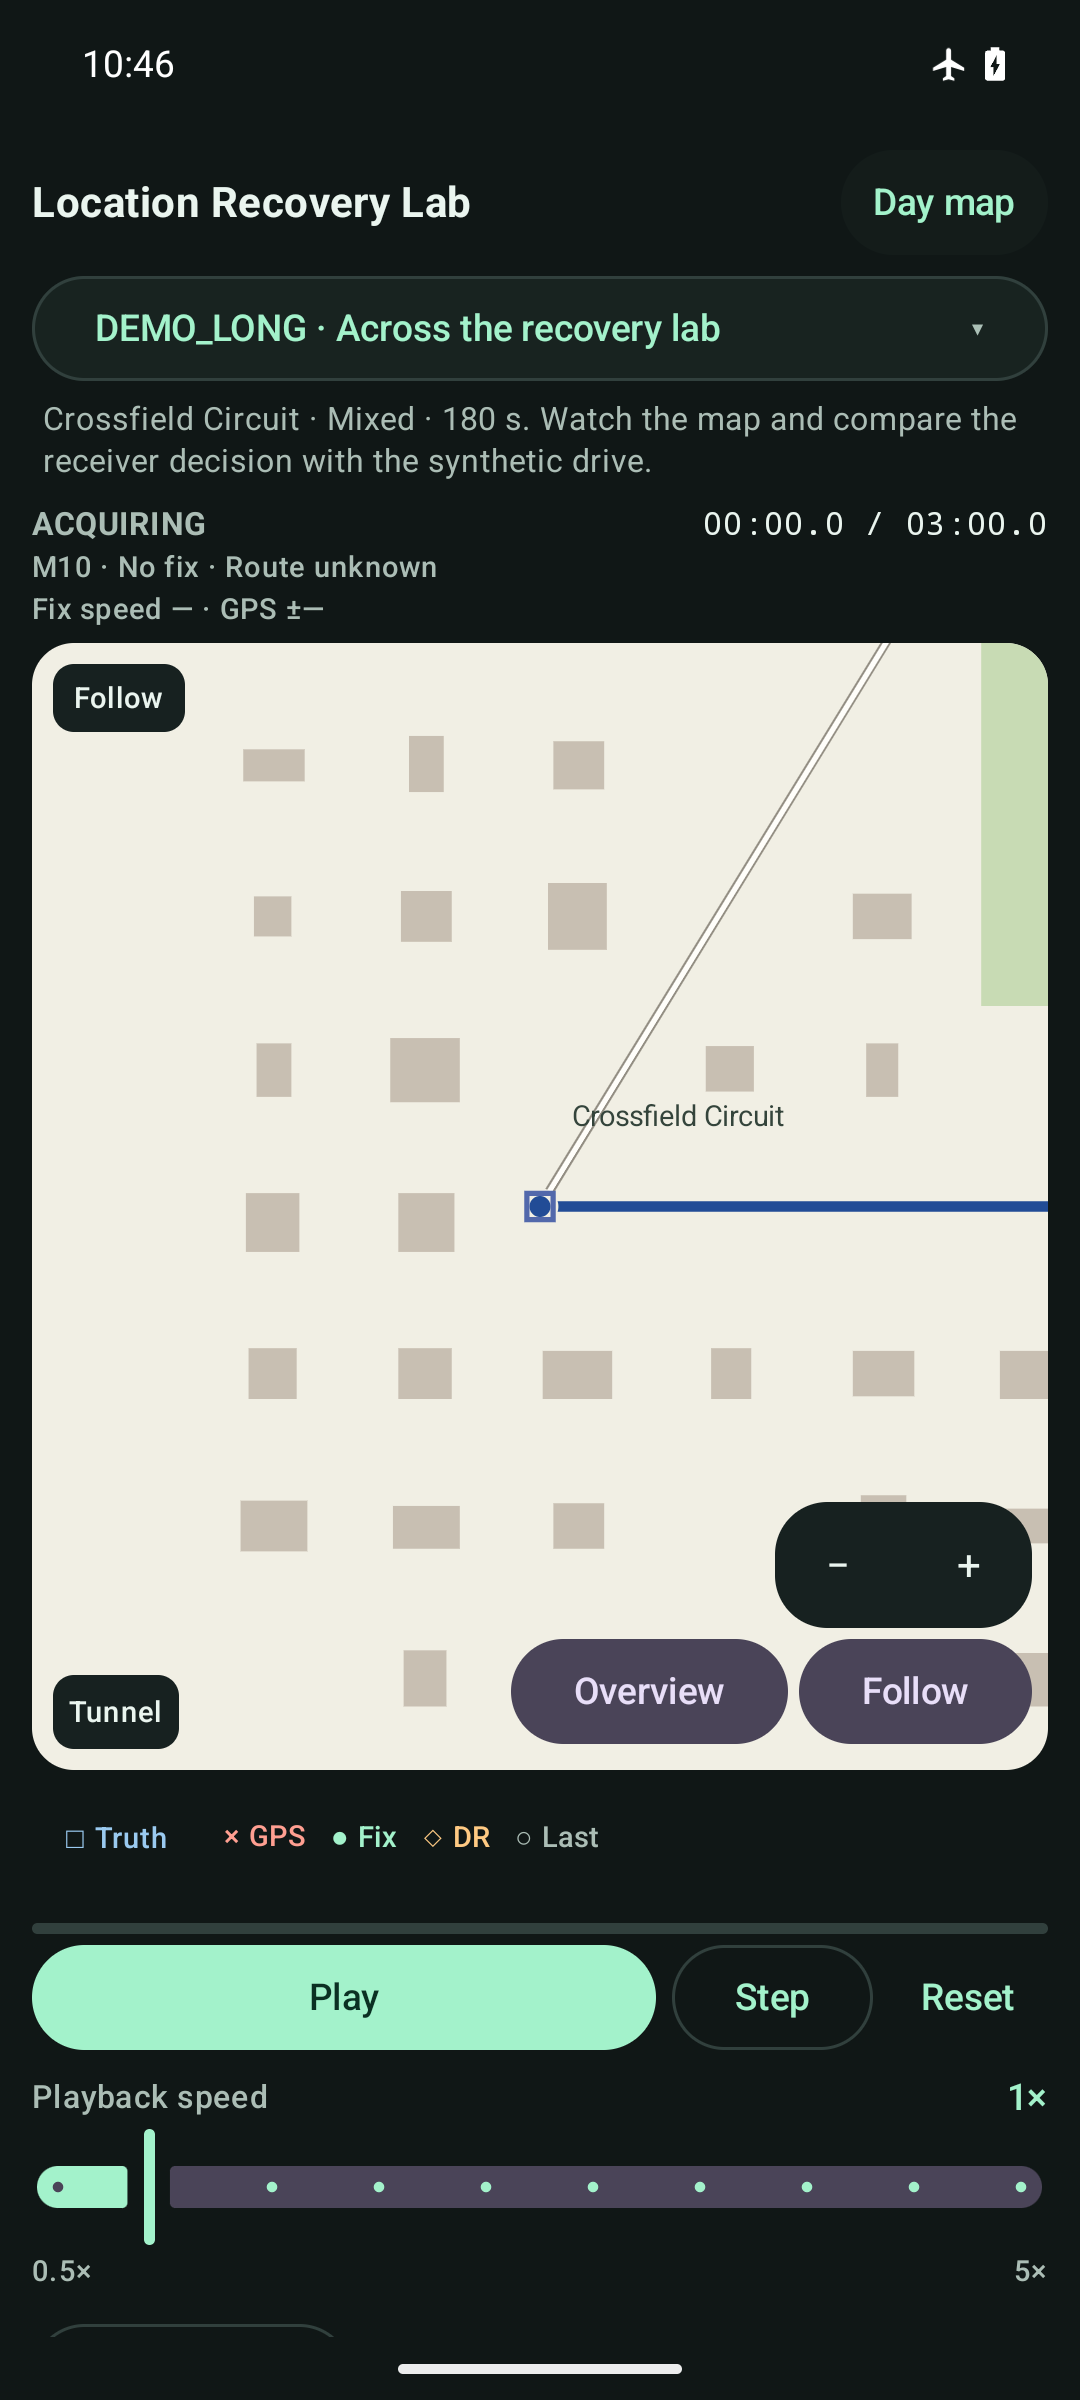 10:46
Location Recovery Lab
Day map
DEMO_LONG · Across the recovery lab
Crossfield Circuit · Mixed · 180 s. Watch the map and compare the
receiver decision with the synthetic drive.
ACQUIRING
00:00.0 / 03:00.0
M10 · No fix · Route unknown
Fix speed — · GPS ±—
Follow
Crossfield Circuit
− +
Overview
Follow
Tunnel
□ Truth × GPS ● Fix ◇ DR ○ Last
Play
Step
Reset
Playback speed
1×
0.5×
5×